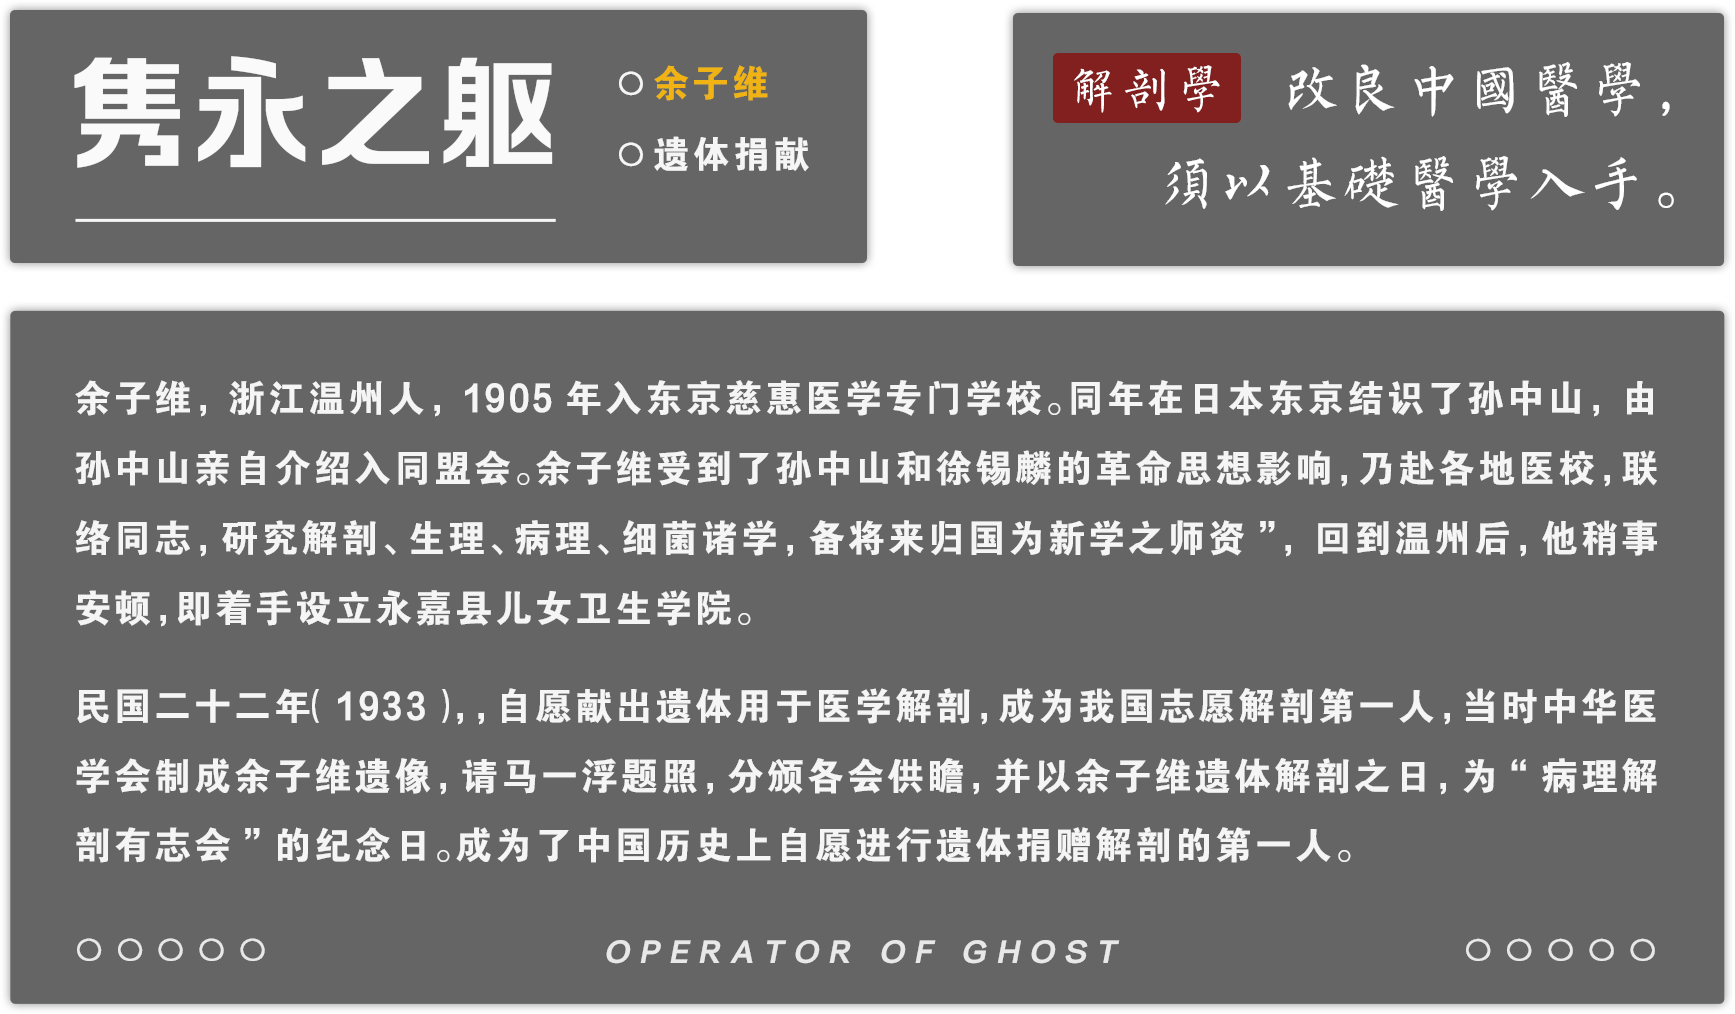 隽永之躯
余子维
遗体捐献
解剖學 改良中國醫學，
須以基礎醫學入手。
余子维，浙江温州人，1905 年入东京慈惠医学专门学校。同年在日本东京结识了孙中山，由
孙中山亲自介绍入同盟会。余子维受到了孙中山和徐锡麟的革命思想影响，乃赴各地医校，联
络同志，研究解剖、生理、病理、细菌诸学，备将来归国为新学之师资”，回到温州后，他稍事
安顿，即着手设立永嘉县儿女卫生学院。
民国二十二年（1933），，自愿献出遗体用于医学解剖，成为我国志愿解剖第一人，当时中华医
学会制成余子维遗像，请马一浮题照，分颁各会供瞻，并以余子维遗体解剖之日，为“病理解
剖有志会”的纪念日。成为了中国历史上自愿进行遗体捐赠解剖的第一人。
OPERATOR OF GHOST